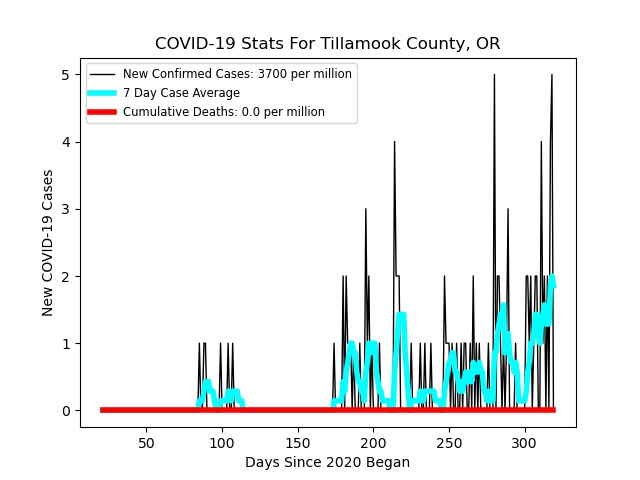 COVID-19 Stats For Tillamook County, OR
New Confirmed Cases: 3700 per million
7 Day Case Average
Cumulative Deaths: 0.0 per million
New COVID-19 Cases
5
4
3
2
1
0
50 100 150 200 250 300
Days Since 2020 Began